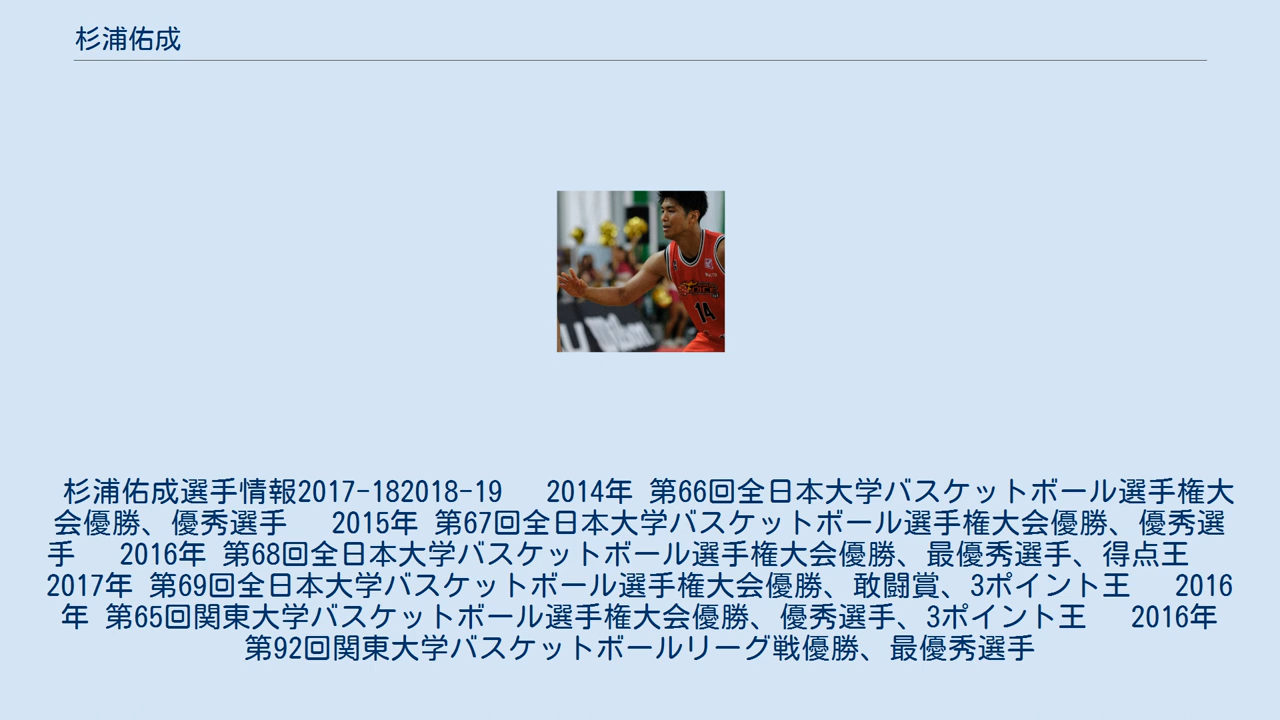 杉浦佑成
14
杉浦佑成選手情報2017-182018-19 2014年 第66回全日本大学バスケットボール選手権大
会優勝、優秀選手 2015年 第67回全日本大学バスケットボール選手権大会優勝、優秀選
手 2016年 第68回全日本大学バスケットボール選手権大会優勝、最優秀選手、得点王
2017年 第69回全日本大学バスケットボール選手権大会優勝、敢闘賞、3ポイント王 2016
年 第65回関東大学バスケットボール選手権大会優勝、優秀選手、3ポイント王 2016年
第92回関東大学バスケットボールリーグ戦優勝、最優秀選手